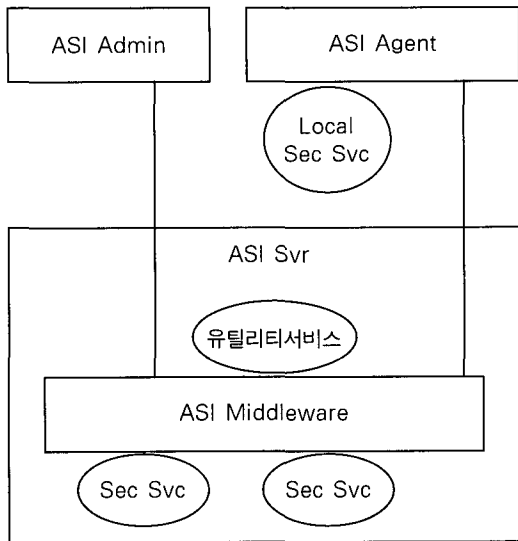 ASI Admin
ASI Agent
Local
Sec Svc
ASI Svr
유틸리티서비스
ASI Middleware
Sec Svc
Sec Svc